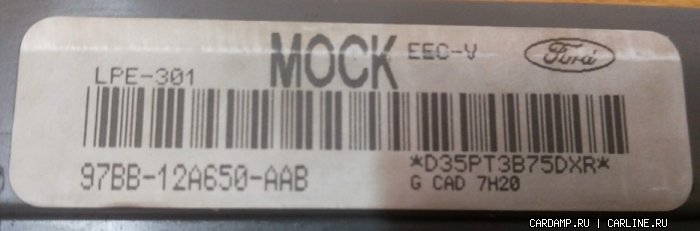 MOCK EEC-V Ford
LPE-301
97BB-12A650-AAB *D35PT3B75DXR*
G CAD 7H20
CARDAMP.RU | CARLINE.RU